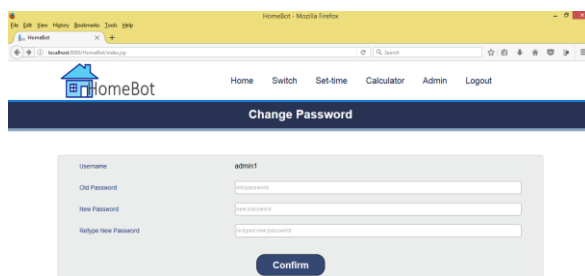 HomeBot - Mozilla Firefox
File Edit View History Bookmarks Tools Help
HomeBot
localhost:8080/HomeBot/index.jsp
Search
HomeBot
Home Switch Set-time Calculator Admin Logout
Change Password
Username admin1
Old Password old password
New Password new password
Retype New Password re-typed new password
Confirm